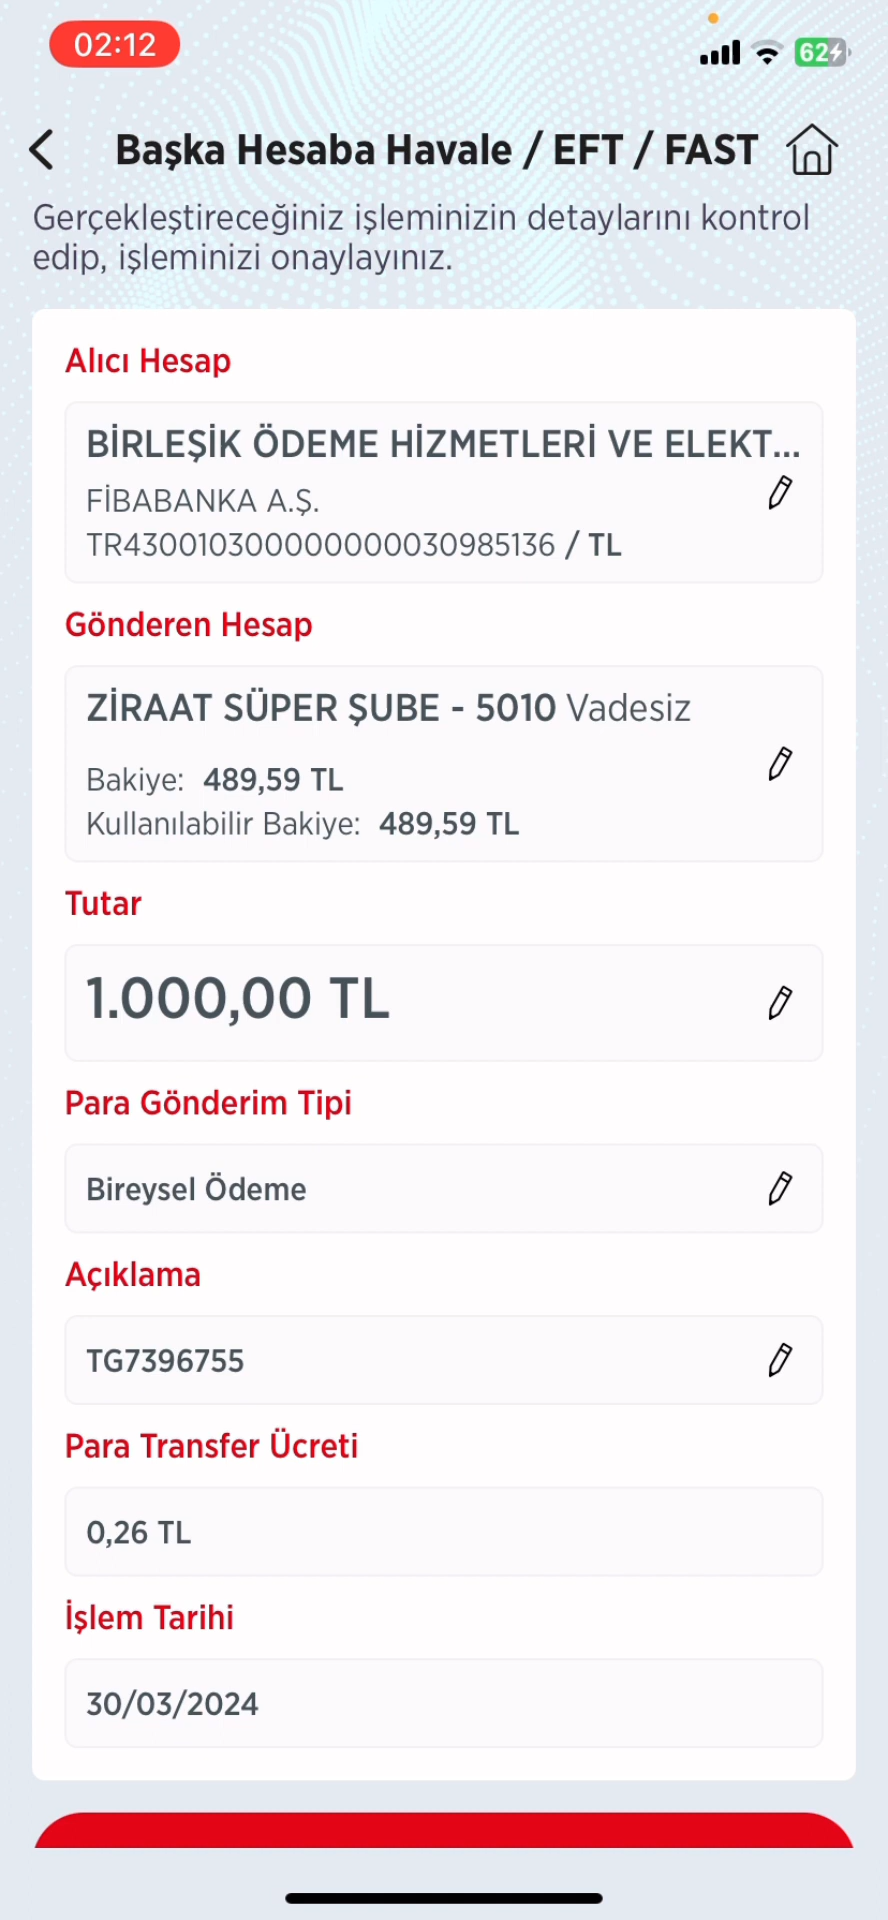 02:12
62
Başka Hesaba Havale / EFT / FAST
Gerçekleştireceğiniz işleminizin detaylarını kontrol
edip, işleminizi onaylayınız.
Alıcı Hesap
BİRLEŞİK ÖDEME HİZMETLERİ VE ELEKT...
FİBABANKA A.Ş.
TR430010300000000030985136 / TL
Gönderen Hesap
ZİRAAT SÜPER ŞUBE - 5010 Vadesiz
Bakiye: 489,59 TL
Kullanılabilir Bakiye: 489,59 TL
Tutar
1.000,00 TL
Para Gönderim Tipi
Bireysel Ödeme
Açıklama
TG7396755
Para Transfer Ücreti
0,26 TL
İşlem Tarihi
30/03/2024